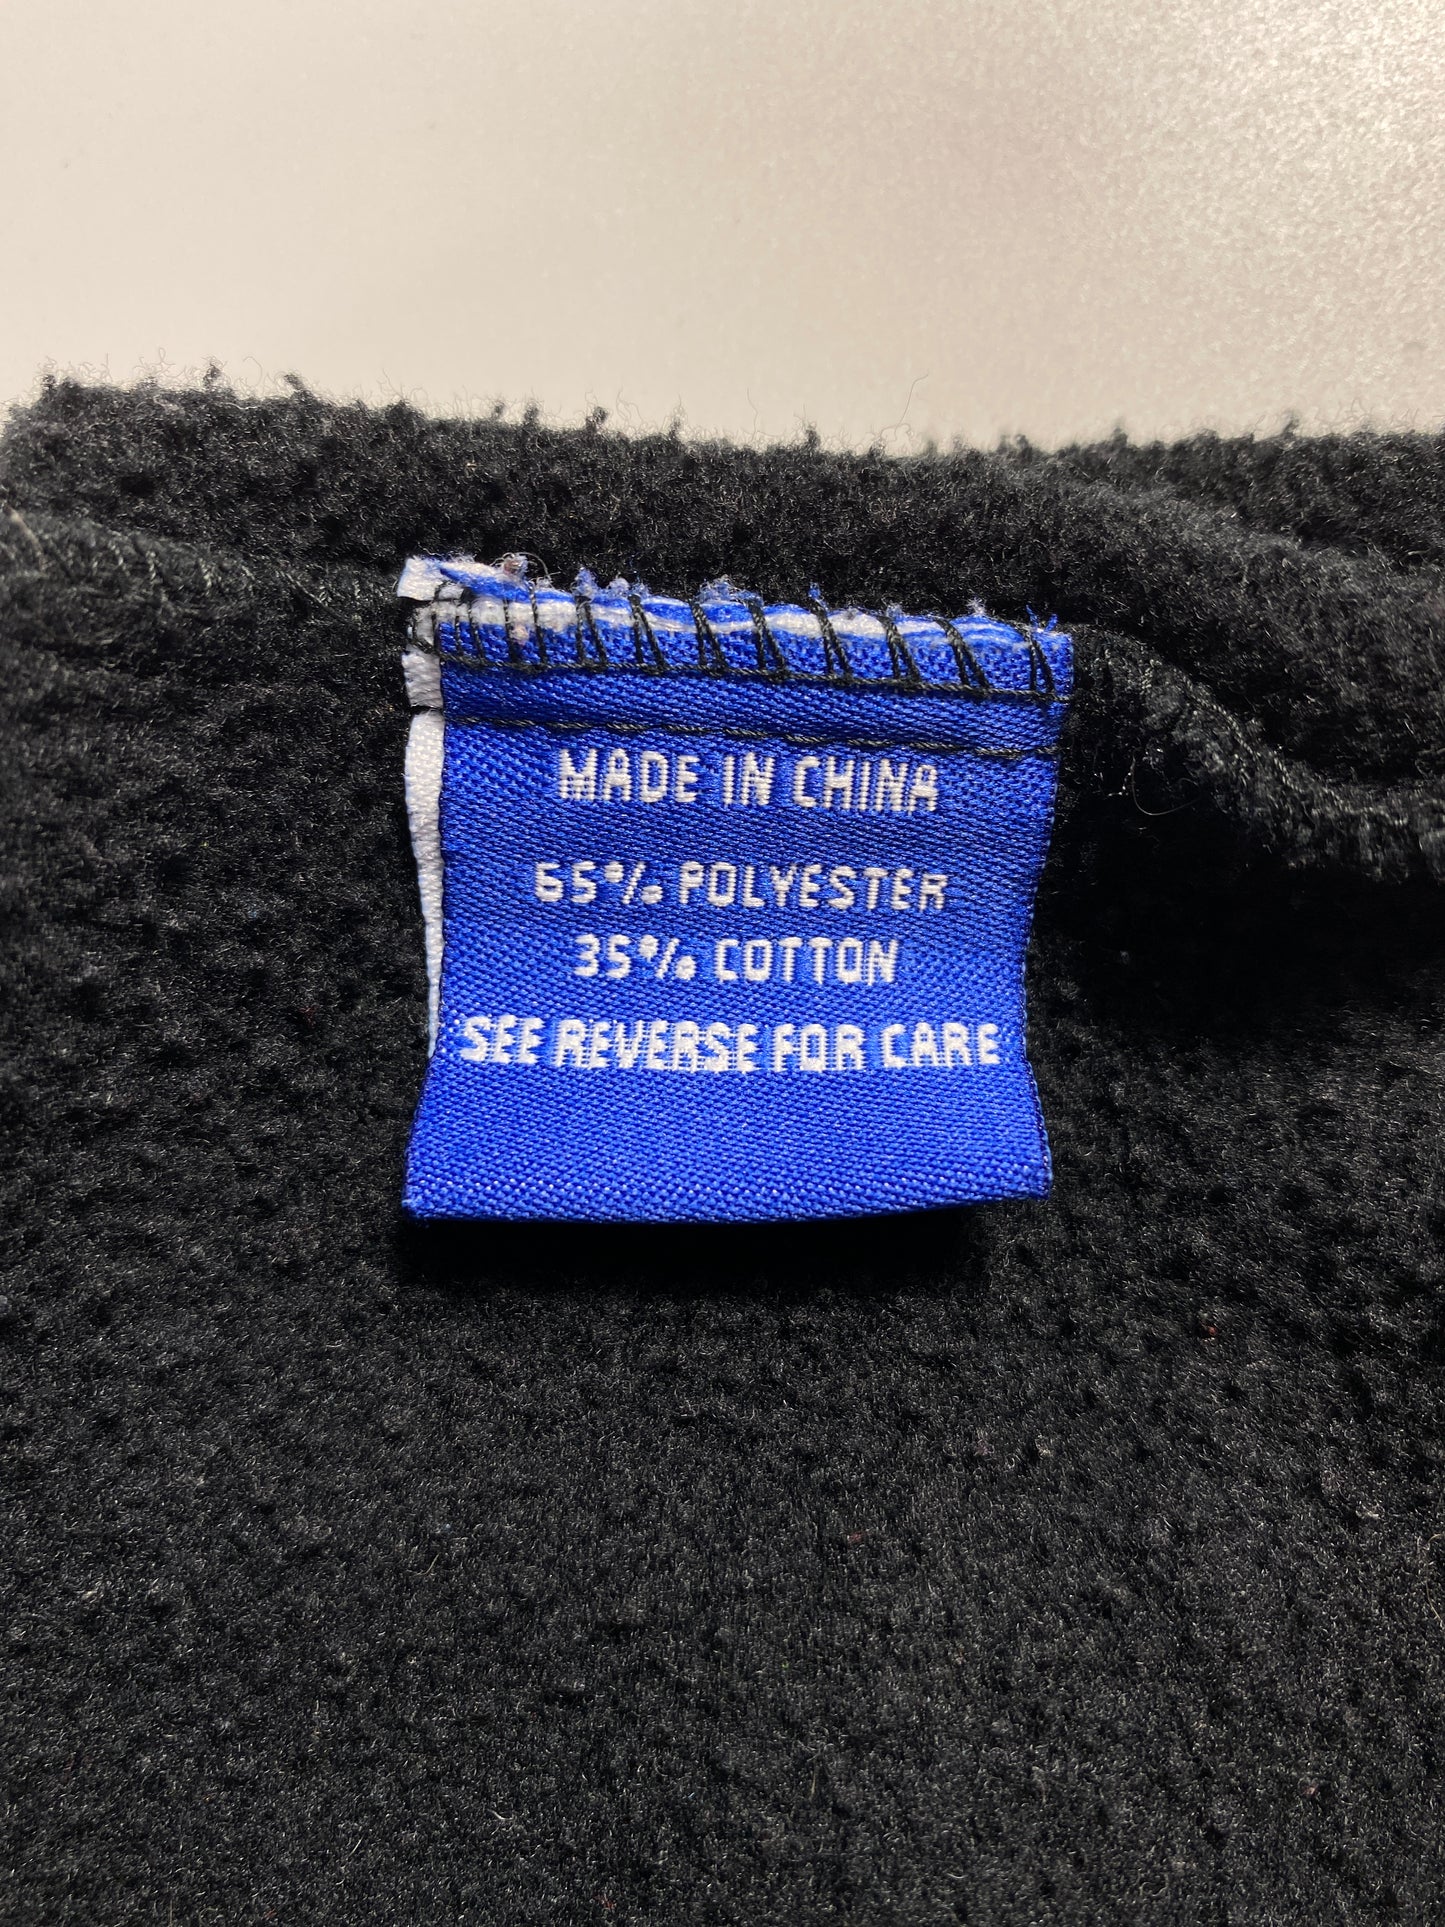 MADE IN CHINA
65% POLYESTER
35% COTTON
SEE REVERSE FOR CARE